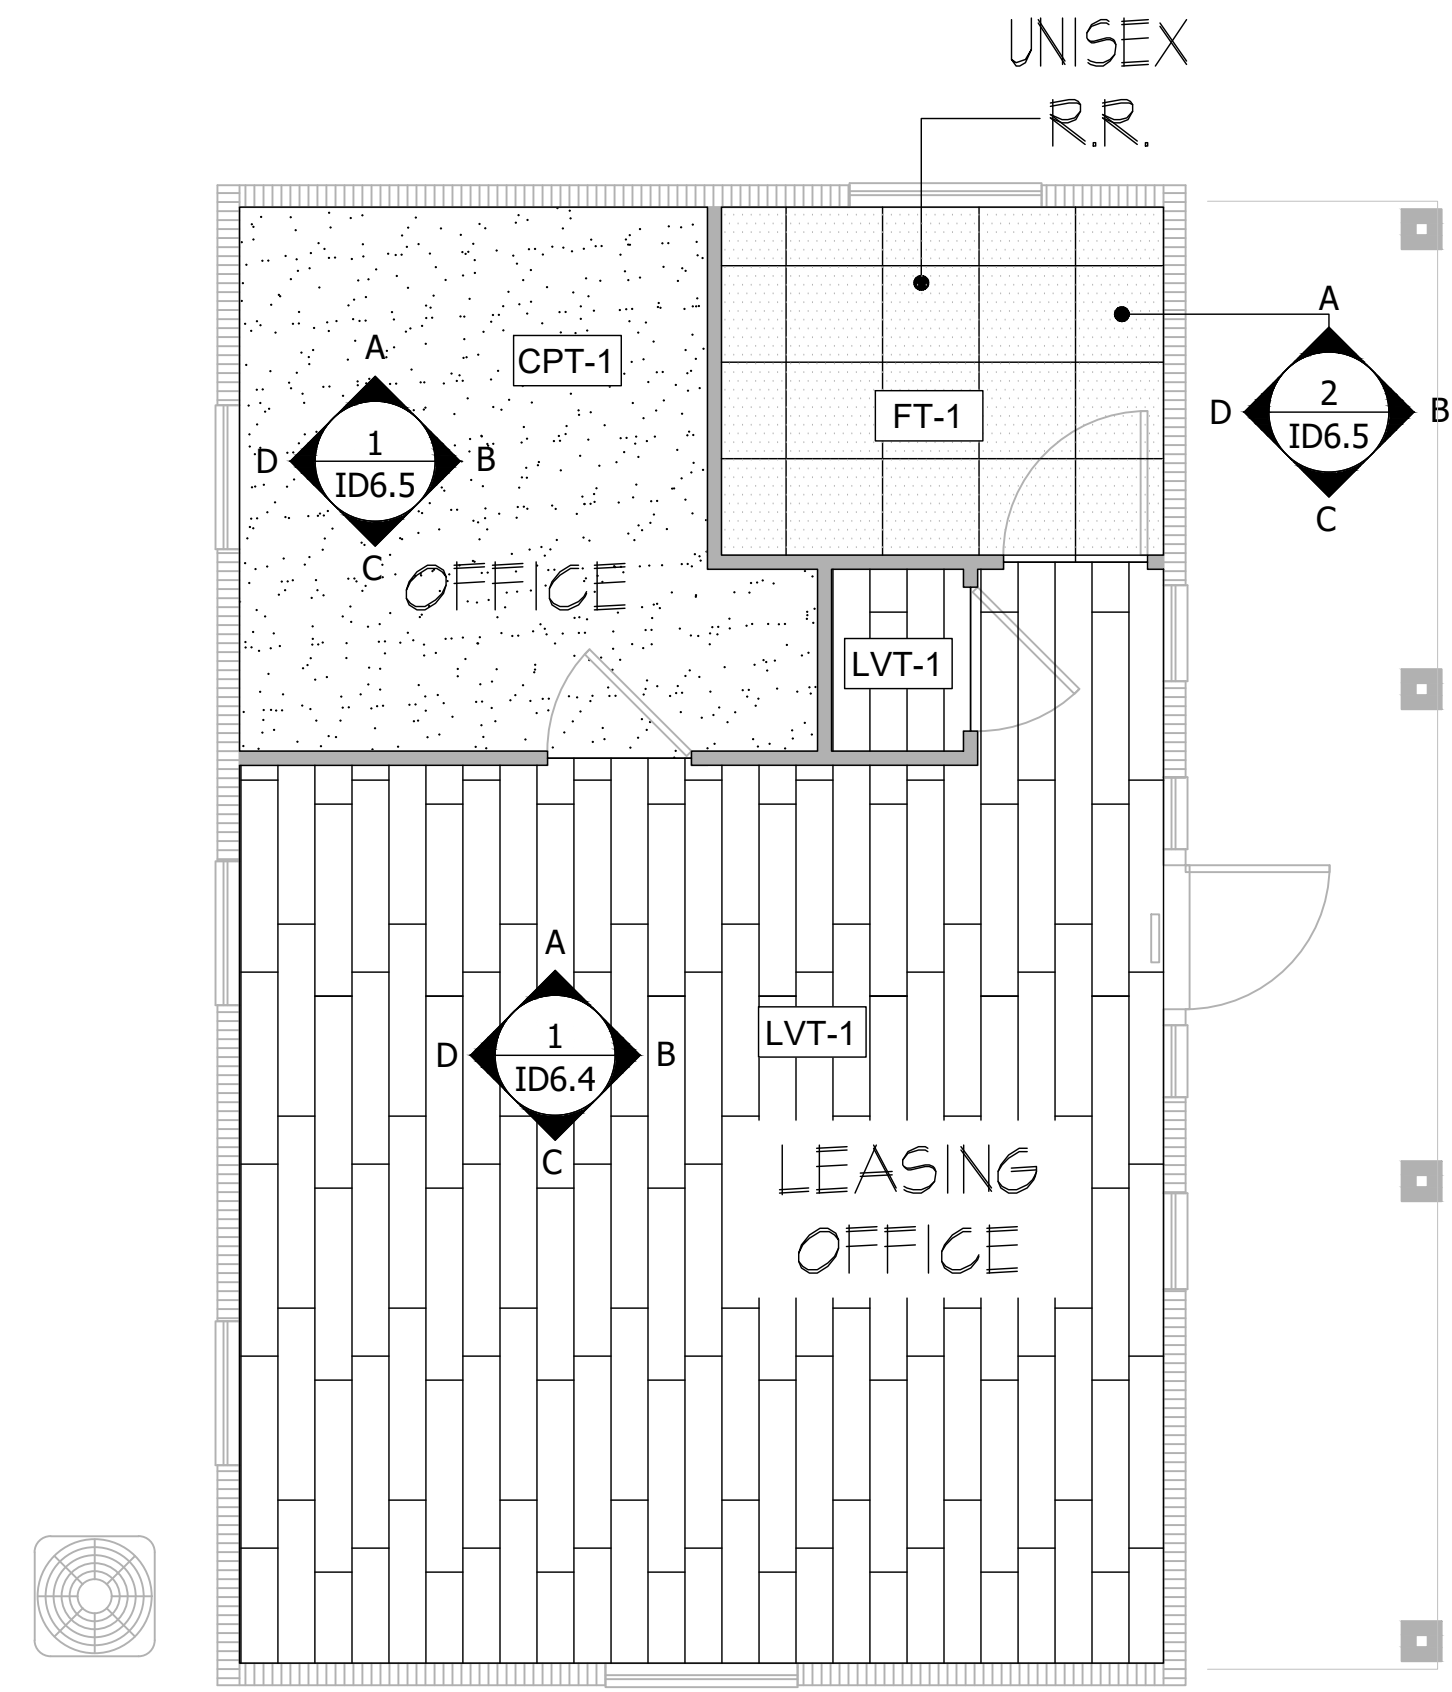 UNISEX
R.R.
A
CPT-1
D
1
ID6.5
B
C
OFFICE
FT-1
A
D
2
ID6.5
B
C
LVT-1
A
D
1
ID6.4
B
C
LVT-1
LEASING
OFFICE